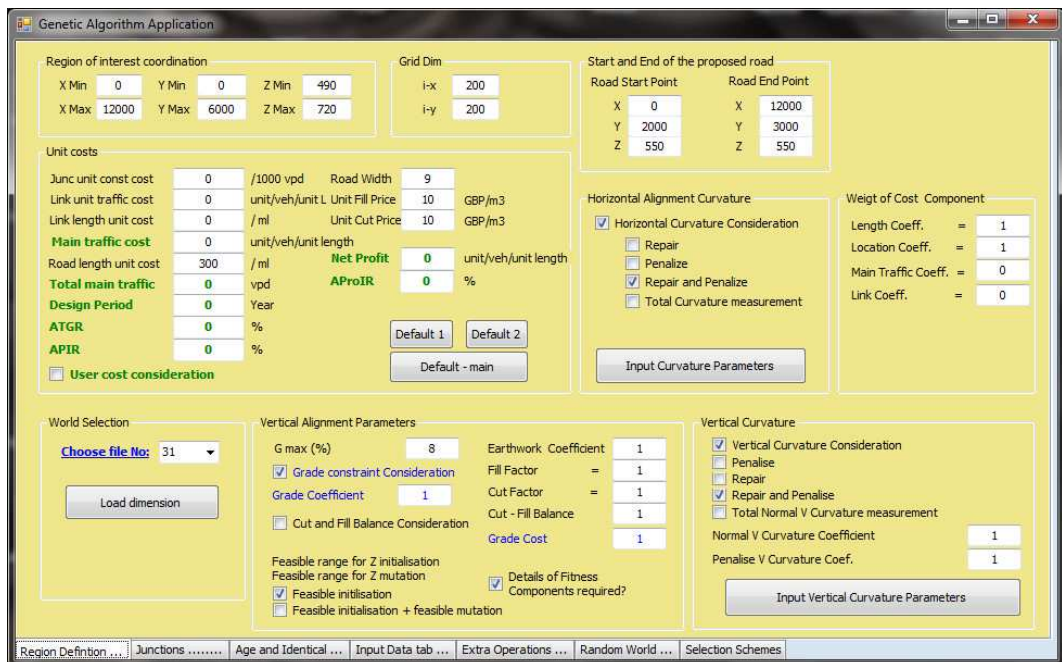 Genetic Algorithm Application
Region of interest coordination
X Min 0 Y Min 0 Z Min 490
X Max 12000 Y Max 6000 Z Max 720
Grid Dim
i-x 200
i-y 200
Start and End of the proposed road
Road Start Point Road End Point
X 0 X 12000
Y 2000 Y 3000
Z 550 Z 550
Unit costs
Junc unit const cost 0 /1000 vpd Road Width 9
Link unit traffic cost 0 unit/veh/unit L Unit Fill Price 10 GBP/m3
Link length unit cost 0 / ml Unit Cut Price 10 GBP/m3
Main traffic cost 0 unit/veh/unit length
Road length unit cost 300 / ml Net Profit 0 unit/veh/unit length
Total main traffic 0 vpd AProIR 0 %
Design Period 0 Year
ATGR 0 %
APIR 0 %
User cost consideration
Default 1 Default 2
Default - main
Horizontal Alignment Curvature
Horizontal Curvature Consideration
Repair
Penalize
Repair and Penalize
Total Curvature measurement
Input Curvature Parameters
Weigt of Cost Component
Length Coeff. = 1
Location Coeff. = 1
Main Traffic Coeff. = 0
Link Coeff. = 0
World Selection
Choose file No: 31
Load dimension
Vertical Alignment Parameters
G max (%) 8
Grade constraint Consideration
Grade Coefficient 1
Cut and Fill Balance Consideration
Feasible range for Z initialisation
Feasible range for Z mutation
Feasible initilisation
Feasible initialisation + feasible mutation
Earthwork Coefficient 1
Fill Factor = 1
Cut Factor = 1
Cut - Fill Balance 1
Grade Cost 1
Details of Fitness
Components required?
Vertical Curvature
Vertical Curvature Consideration
Penalise
Repair
Repair and Penalise
Total Normal V Curvature measurement
Normal V Curvature Coefficient 1
Penalise V Curvature Coef. 1
Input Vertical Curvature Parameters
Region Defintion ... Junctions ........ Age and Identical ... Input Data tab ... Extra Operations ... Random World ... Selection Schemes